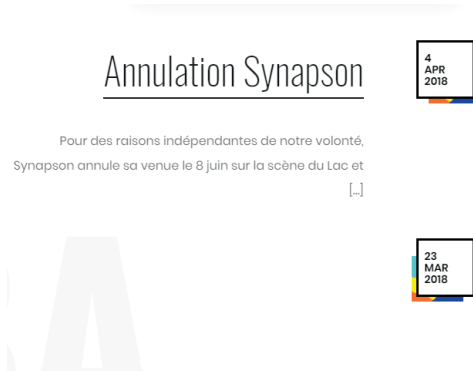 Annulation Synapson
4
APR
2018
Pour des raisons indépendantes de notre volonté,
Synapson annule sa venue le 8 juin sur la scène du Lac et
[...]
23
MAR
2018